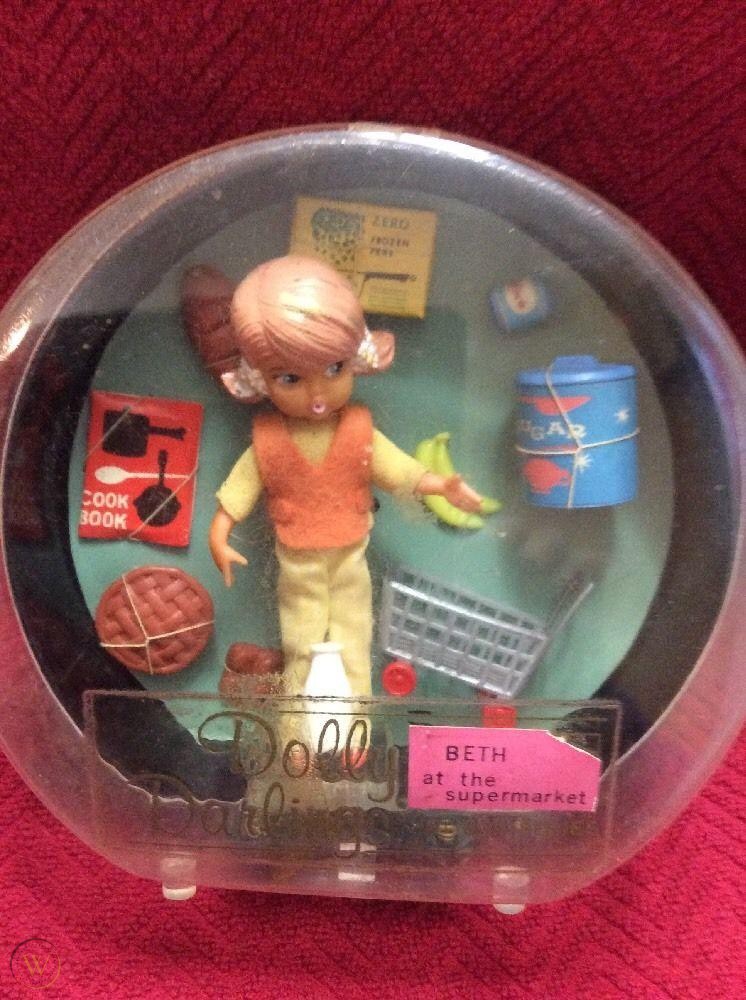 ZERO
FROZEN
PEAS
SUGAR
COOK
BOOK
Dolly
Darlings
BETH
at the
supermarket
W